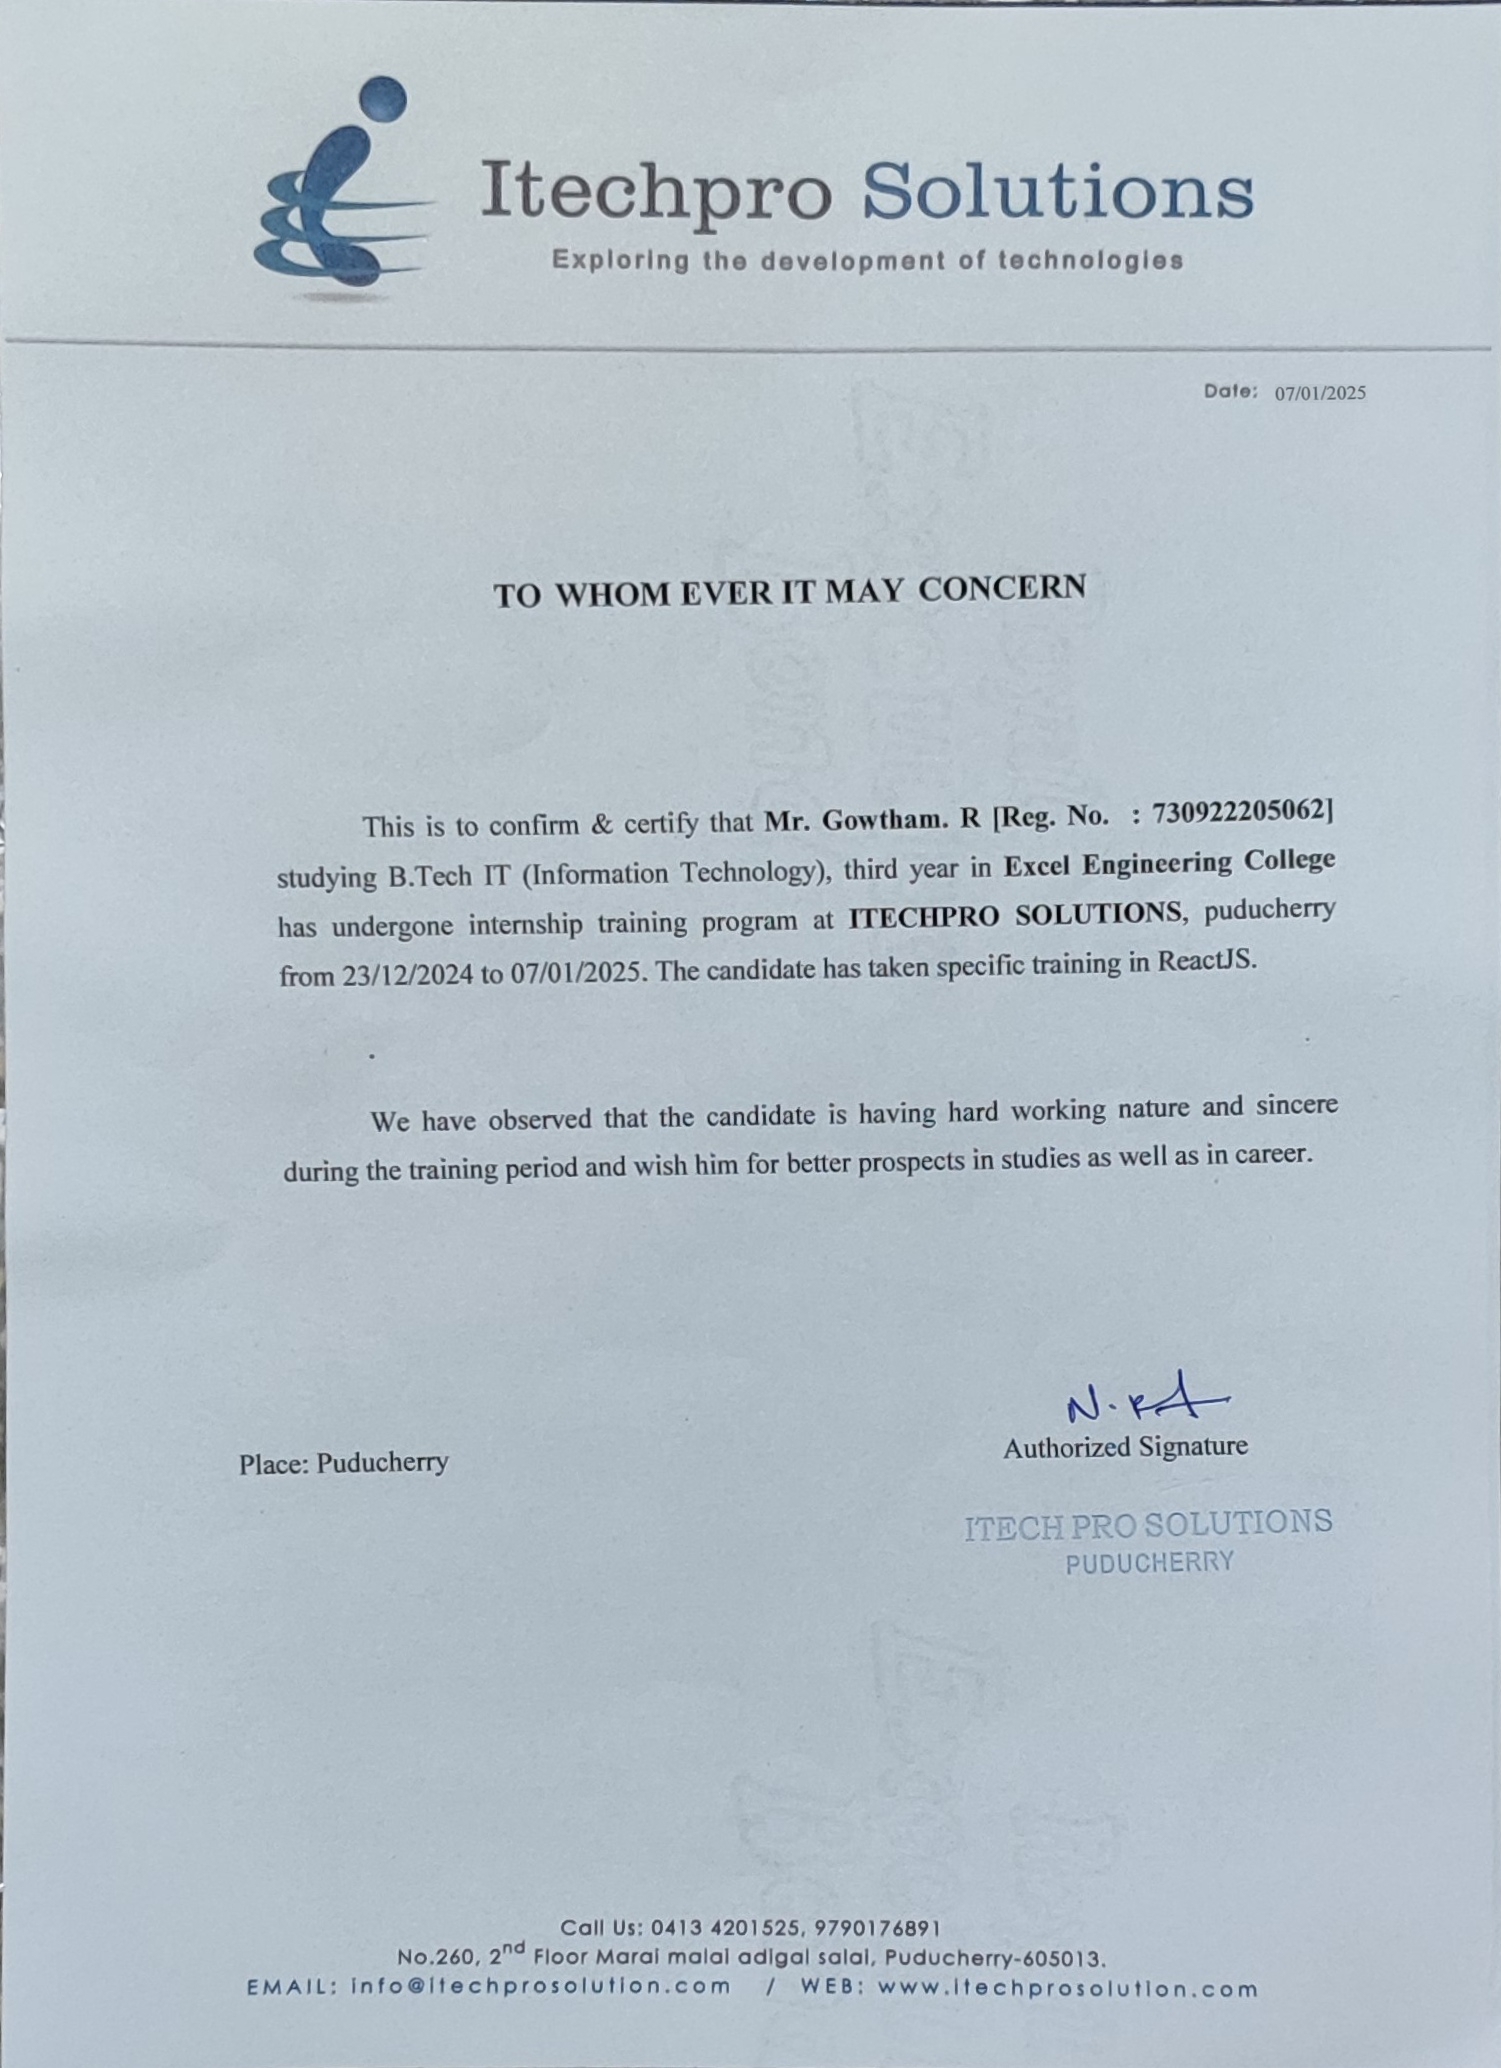 Itechpro Solutions
Exploring the development of technologies
Date: 07/01/2025
TO WHOM EVER IT MAY CONCERN
This is to confirm & certify that Mr. Gowtham. R [Reg. No. : 730922205062]
studying B.Tech IT (Information Technology), third year in Excel Engineering College
has undergone internship training program at ITECHPRO SOLUTIONS, puducherry
from 23/12/2024 to 07/01/2025. The candidate has taken specific training in ReactJS.
.
We have observed that the candidate is having hard working nature and sincere
during the training period and wish him for better prospects in studies as well as in career.
Place: Puducherry
Authorized Signature
ITECH PRO SOLUTIONS
PUDUCHERRY
Call Us: 0413 4201525, 9790176891
No.260, 2nd Floor Marai malai adigal salai, Puducherry-605013.
EMAIL: info@itechprosolution.com / WEB: www.itechprosolution.com